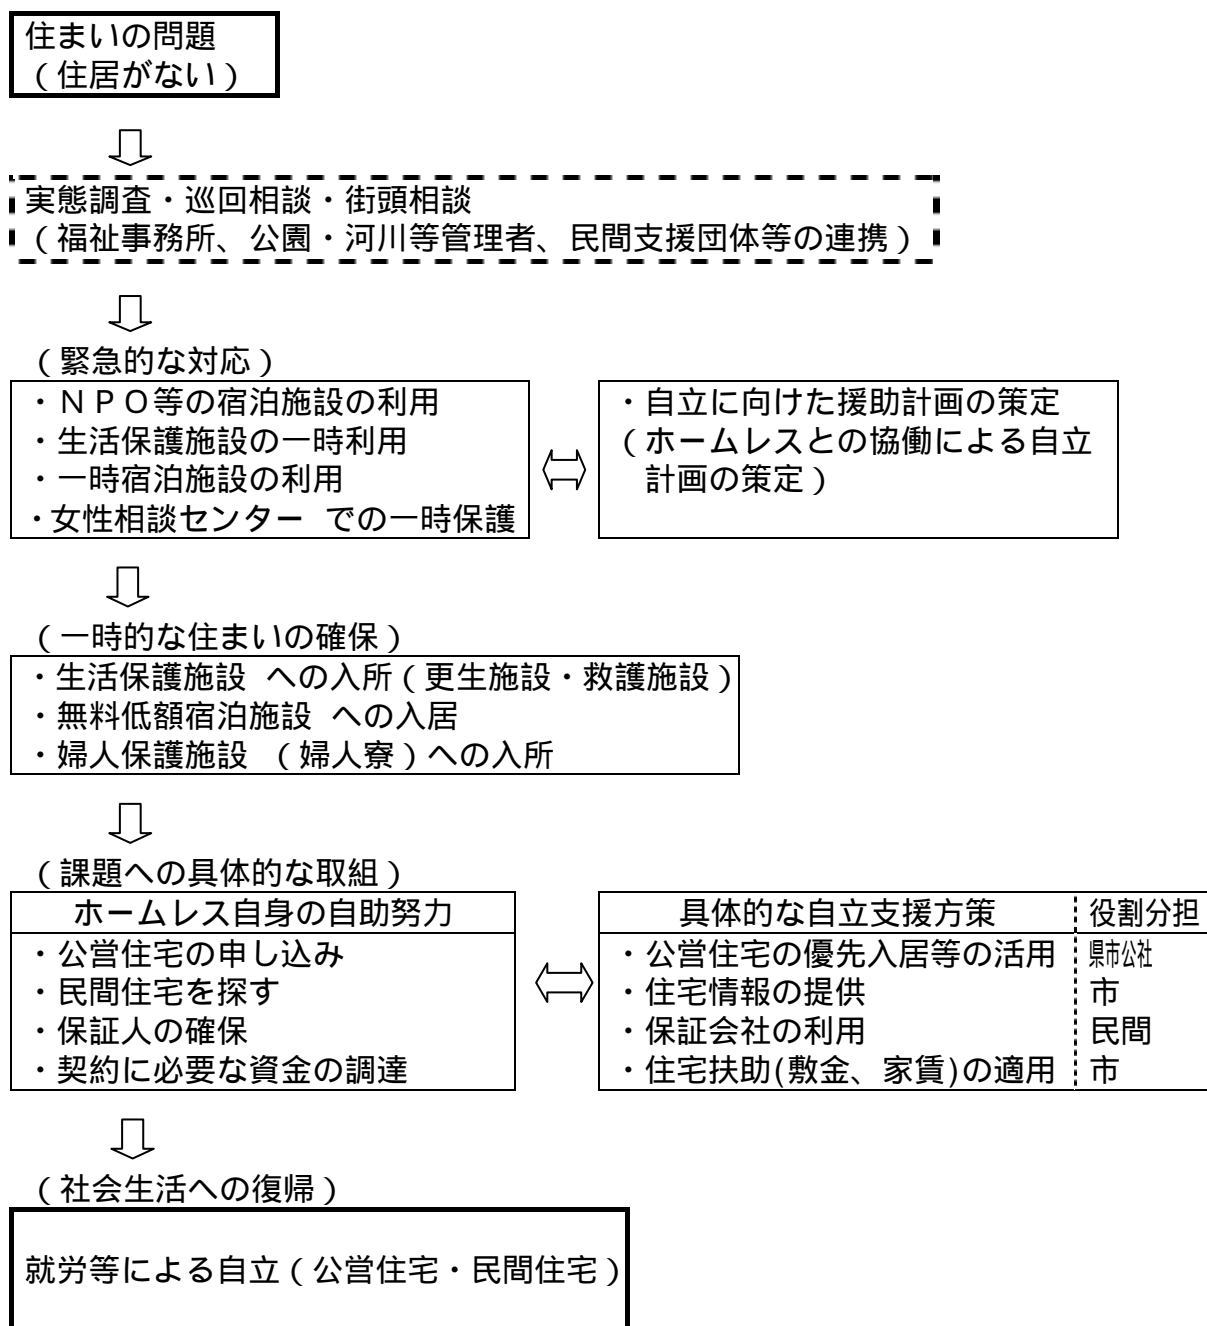 住まいの問題
(住居がない)
実態調査・巡回相談・街頭相談
(福祉事務所、公園・河川等管理者、民間支援団体等の連携)
(緊急的な対応)
・NPO等の宿泊施設の利用
・生活保護施設の一時利用
・一時宿泊施設の利用
・女性相談センター での一時保護
・自立に向けた援助計画の策定
(ホームレスとの協働による自立
計画の策定)
(一時的な住まいの確保)
・生活保護施設 への入所(更生施設・救護施設)
・無料低額宿泊施設 への入居
・婦人保護施設 (婦人寮)への入所
(課題への具体的な取組)
ホームレス自身の自助努力
・公営住宅の申し込み
・民間住宅を探す
・保証人の確保
・契約に必要な資金の調達
具体的な自立支援方策 役割分担
・公営住宅の優先入居等の活用 県市公社
・住宅情報の提供 市
・保証会社の利用 民間
・住宅扶助(敷金、家賃)の適用 市
(社会生活への復帰)
就労等による自立(公営住宅・民間住宅)